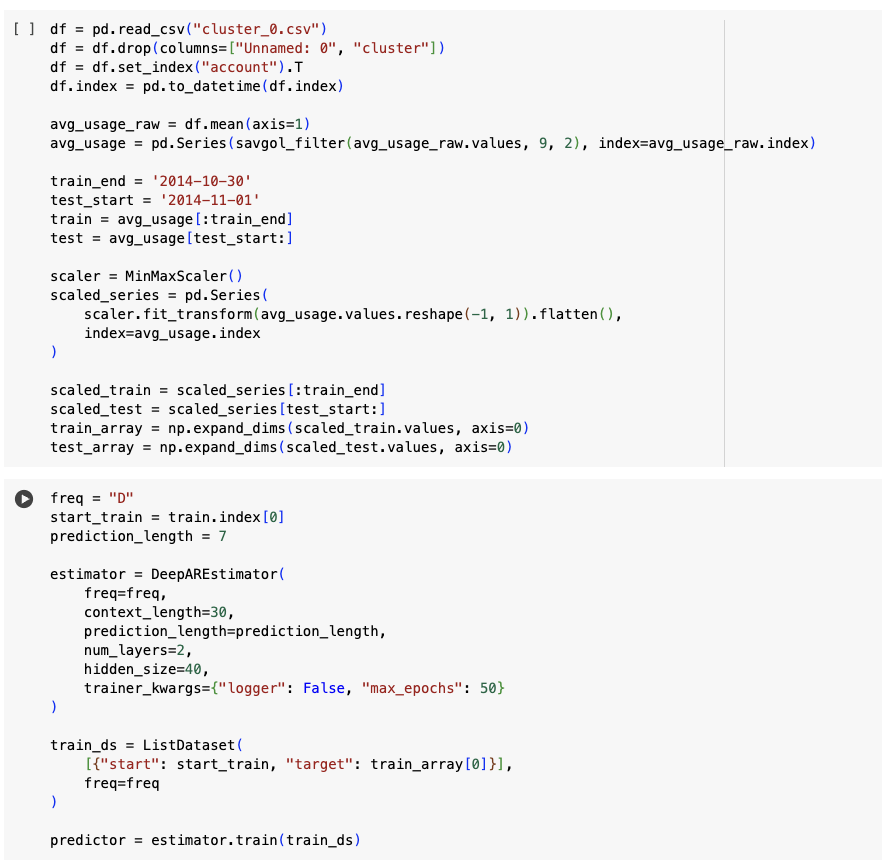 [ ] df = pd.read_csv("cluster_0.csv")
df = df.drop(columns=["Unnamed: 0", "cluster"])
df = df.set_index("account").T
df.index = pd.to_datetime(df.index)
avg_usage_raw = df.mean(axis=1)
avg_usage = pd.Series(savgol_filter(avg_usage_raw.values, 9, 2), index=avg_usage_raw.index)
train_end = '2014-10-30'
test_start = '2014-11-01'
train = avg_usage[:train_end]
test = avg_usage[test_start:]
scaler = MinMaxScaler()
scaled_series = pd.Series(
    scaler.fit_transform(avg_usage.values.reshape(-1, 1)).flatten(),
    index=avg_usage.index
)
scaled_train = scaled_series[:train_end]
scaled_test = scaled_series[test_start:]
train_array = np.expand_dims(scaled_train.values, axis=0)
test_array = np.expand_dims(scaled_test.values, axis=0)
freq = "D"
start_train = train.index[0]
prediction_length = 7
estimator = DeepAREstimator(
    freq=freq,
    context_length=30,
    prediction_length=prediction_length,
    num_layers=2,
    hidden_size=40,
    trainer_kwargs={"logger": False, "max_epochs": 50}
)
train_ds = ListDataset(
    [{"start": start_train, "target": train_array[0]}],
    freq=freq
)
predictor = estimator.train(train_ds)